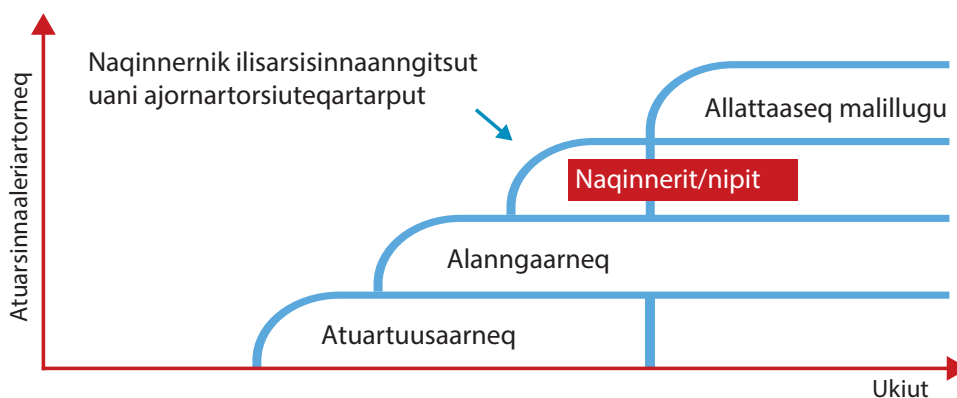 Naqinnernik ilisarsisinnaanngitsut
uani ajornartorsiuteqartarput
Allattaaseq malillugu
Naqinnerit/nipit
Alanngaarneq
Atuartuusaarneq
Atuarsinnaaleriartorneq
Ukiut